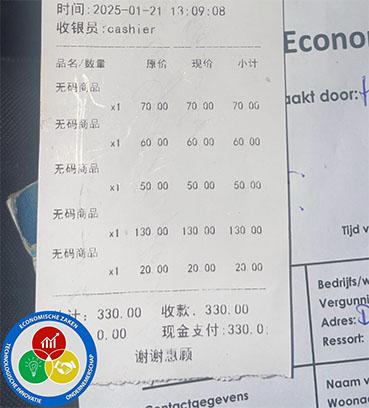 时间:2025-01-21 13:09:08
收银员:cashier
品名/数量 原价 现价 小计
无码商品
x1 70.00 70.00 70.00
无码商品
x1 60.00 60.00 60.00
无码商品
x1 50.00 50.00 50.00
无码商品
x1 130.00 130.00 130.00
无码商品
x1 20.00 20.00 20.00
计: 330.00 收款: 330.00
0.00 现金支付:330.0
谢谢惠顾
Econo
aakt door:
Tijd v
Bedrijfs/w
Vergunni
Adres:
Ressort:
Naam v
Woona
Contactgegevens
ECONOMISCHE ZAKEN
TECHNOLOGISCHE INNOVATIE
ONDERNEMERSCHAP